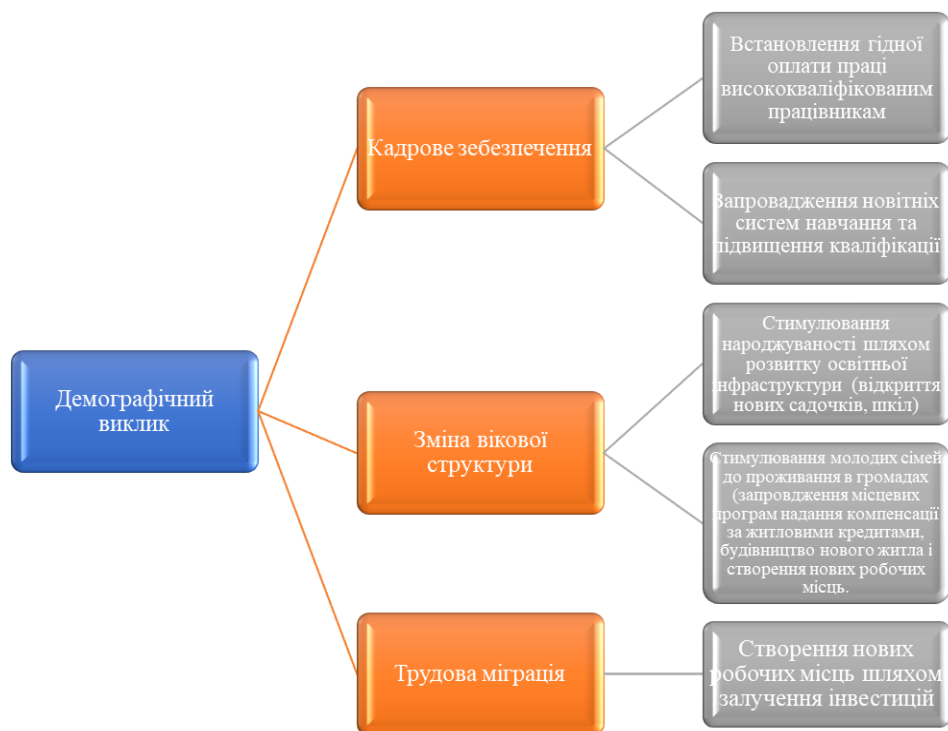 Демографічний
виклик
Кадрове зебезпечення
Встановлення гідної
оплати праці
висококваліфікованим
працівникам
Запровадження новітніх
систем навчання та
підвищення кваліфікації
Зміна вікової
структури
Стимулювання
народжуваності шляхом
розвитку освітньої
інфраструктури (відкриття
нових садочків, шкіл)
Стимулювання молодих сімей
до проживання в громадах
(запровдження місцевих
програм надання компенсації
за житловими кредитами,
будівництво нового житла і
створення нових робочих
місць.
Трудова міграція
Створення нових
робочих місць шляхом
залучення інвестицій